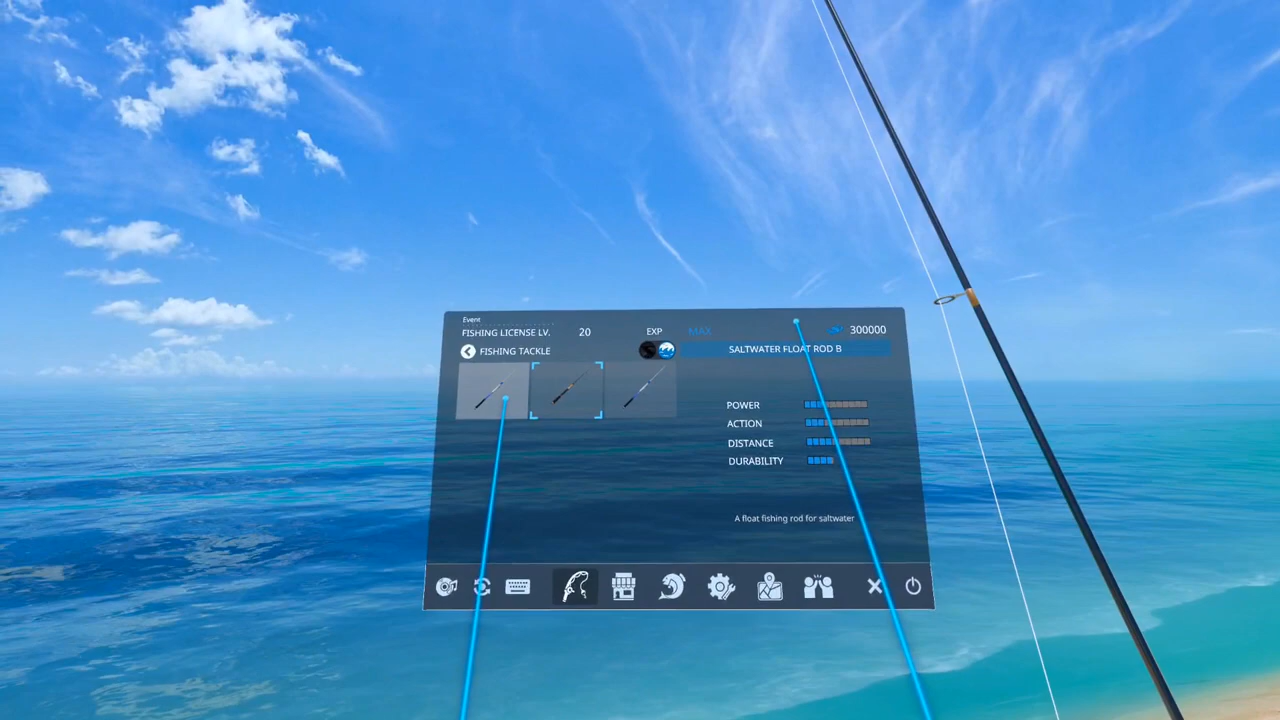 Event
FISHING LICENSE LV. 20 EXP MAX 300000
FISHING TACKLE
SALTWATER FLOAT ROD B
POWER
ACTION
DISTANCE
DURABILITY
A float fishing rod for saltwater